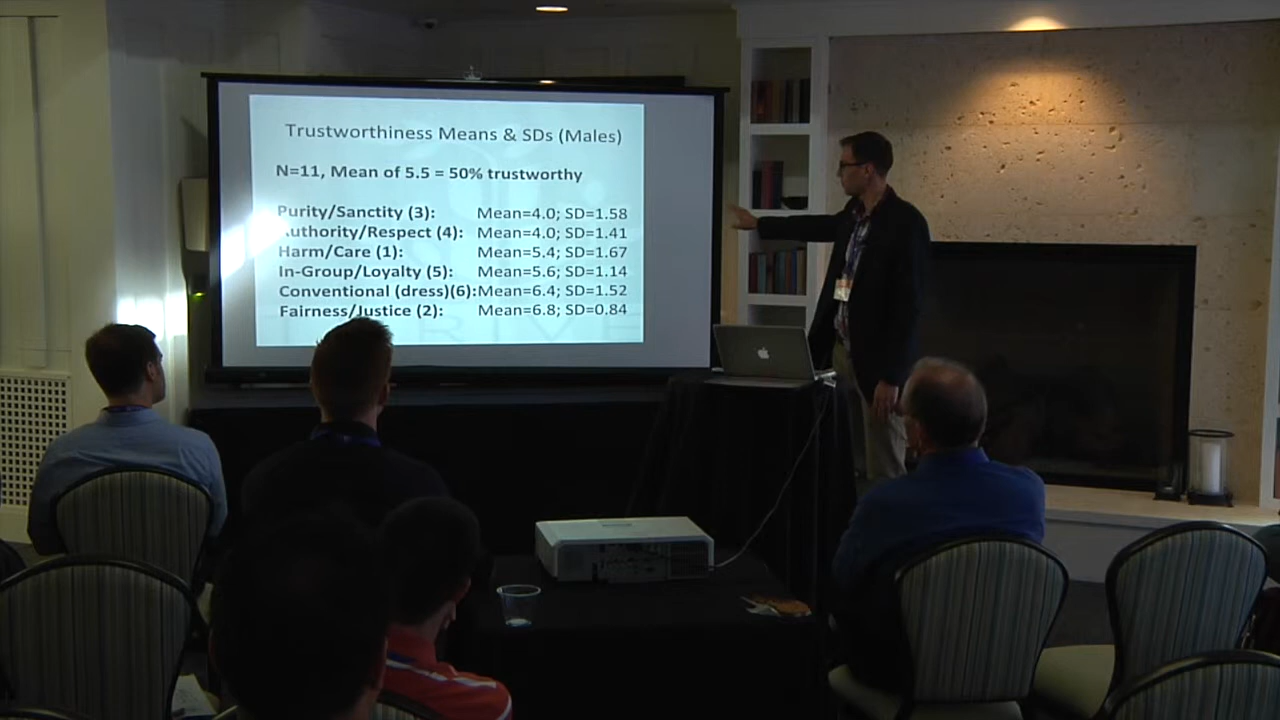 Trustworthiness Means & SDs (Males)
N=11, Mean of 5.5 = 50% trustworthy
Purity/Sanctity (3): Mean=4.0; SD=1.58
Authority/Respect (4): Mean=4.0; SD=1.41
Harm/Care (1): Mean=5.4; SD=1.67
In-Group/Loyalty (5): Mean=5.6; SD=1.14
Conventional (dress)(6):Mean=6.4; SD=1.52
Fairness/Justice (2): Mean=6.8; SD=0.84